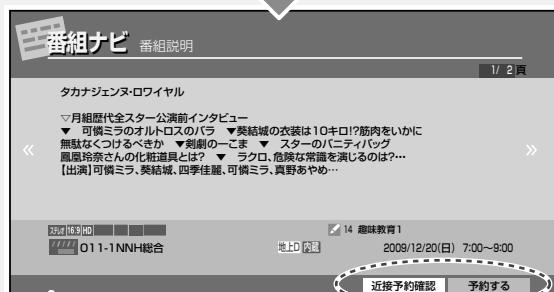 番組ナビ 番組説明
1/ 2頁
タカナジェンヌ・ロワイヤル
▽月組歴代全スター公演前インタビュー
▼ 可憐ミラのオルトロスのバラ ▼葵結城の衣装は10キロ!?筋肉をいかに
無駄なくつけるべきか ▼剣劇の一こま ▼ スターのバニティバッグ
鳳凰玲奈さんの化粧道具とは? ▼ ラクロ、危険な常識を演じるのは?…
【出演】可憐ミラ、葵結城、四季佳麗、可憐ミラ、真野あやめ…
ステレオ 16:9 HD
14 趣味教育1
011-1NNH総合 地上D 内蔵 2009/12/20(日) 7:00~9:00
近接予約確認 予約する